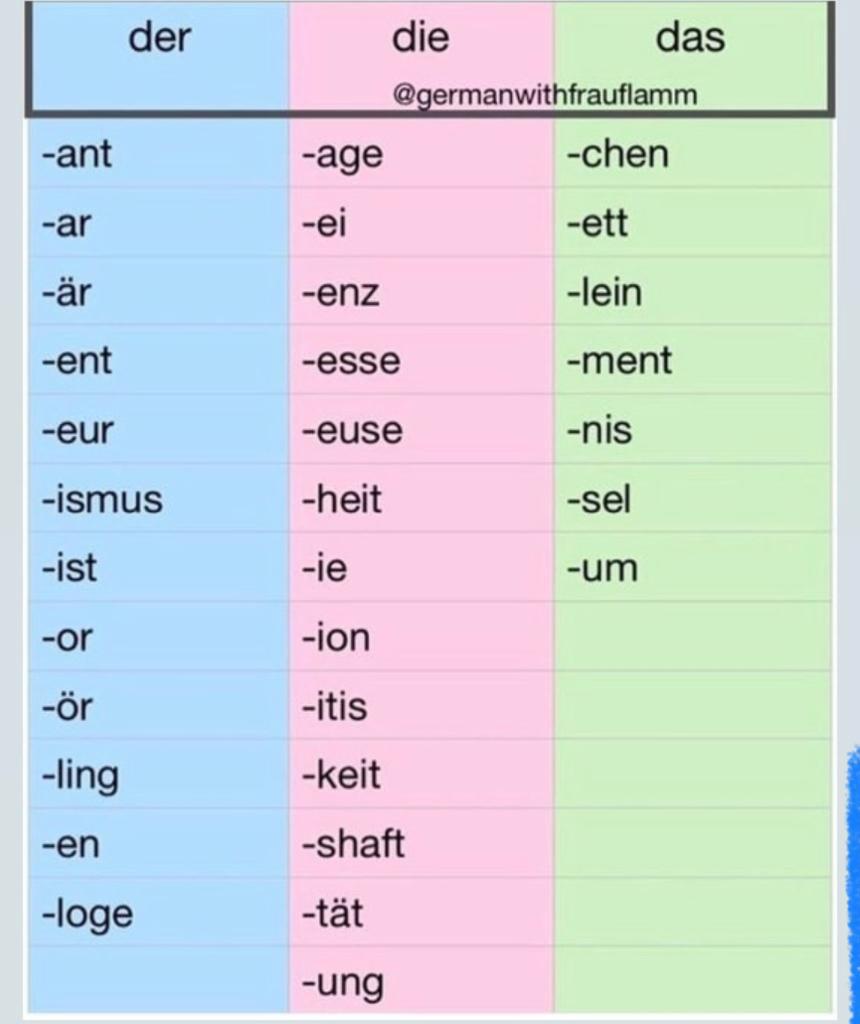 der die das
@germanwithfrauflamm
-ant -age -chen
-ar -ei -ett
-är -enz -lein
-ent -esse -ment
-eur -euse -nis
-ismus -heit -sel
-ist -ie -um
-or -ion
-ör -itis
-ling -keit
-en -shaft
-loge -tät
-ung